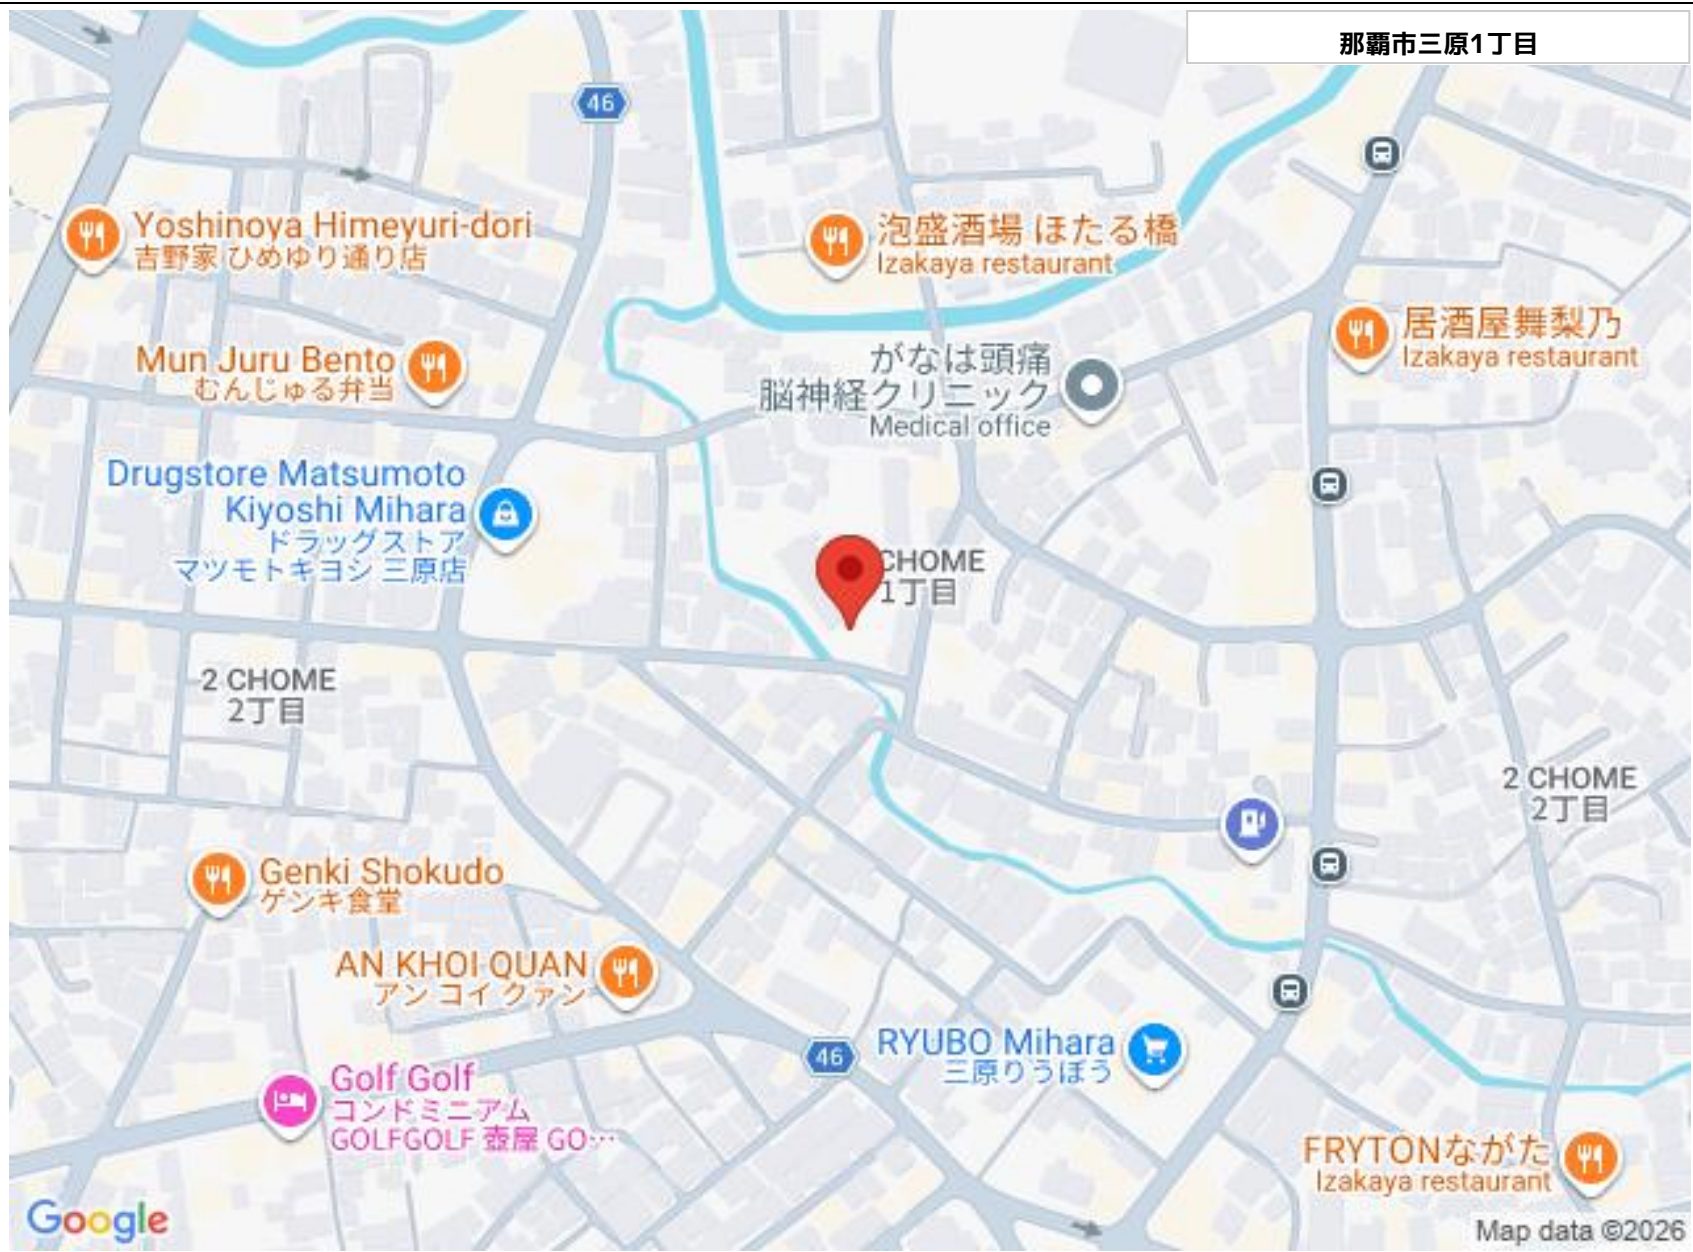 那覇市三原1丁目
46
Yoshinoya Himeyuri-dori
吉野家 ひめゆり通り店
泡盛酒場 ほたる橋
Izakaya restaurant
居酒屋舞梨乃
Izakaya restaurant
Mun Juru Bento
むんじゅる弁当
がなは頭痛
脳神経クリニック
Medical office
Drugstore Matsumoto
Kiyoshi Mihara
ドラッグストア
マツモトキヨシ 三原店
CHOME
1丁目
2 CHOME
2丁目
2 CHOME
2丁目
Genki Shokudo
ゲンキ食堂
AN KHOI QUAN
アン コイ クァン
46
RYUBO Mihara
三原りうぼう
Golf Golf
コンドミニアム
GOLFGOLF 壺屋 GO…
FRYTONながた
Izakaya restaurant
Google
Map data ©2026